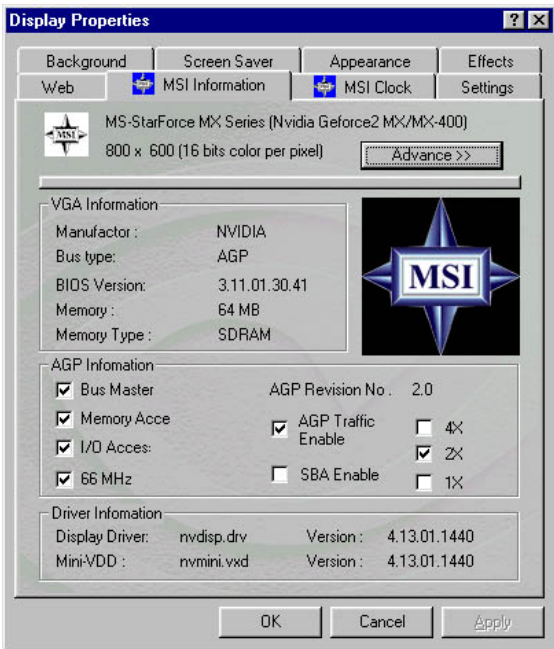 Display Properties
Background Screen Saver Appearance Effects
Web MSI Information MSI Clock Settings
MSI
MS-StarForce MX Series (Nvidia Geforce2 MX/MX-400)
800 x 600 (16 bits color per pixel)
Advance >>
VGA Information
Manufactor : NVIDIA
Bus type: AGP
BIOS Version: 3.11.01.30.41
Memory : 64 MB
Memory Type : SDRAM
MSI
AGP Infomation
Bus Master
Memory Acce
I/O Acces:
66 MHz
AGP Revision No . 2.0
AGP Traffic
Enable
SBA Enable
4X
2X
1X
Driver Infomation
Display Driver: nvdisp.drv Version : 4.13.01.1440
Mini-VDD : nvmini.vxd Version : 4.13.01.1440
OK Cancel Apply